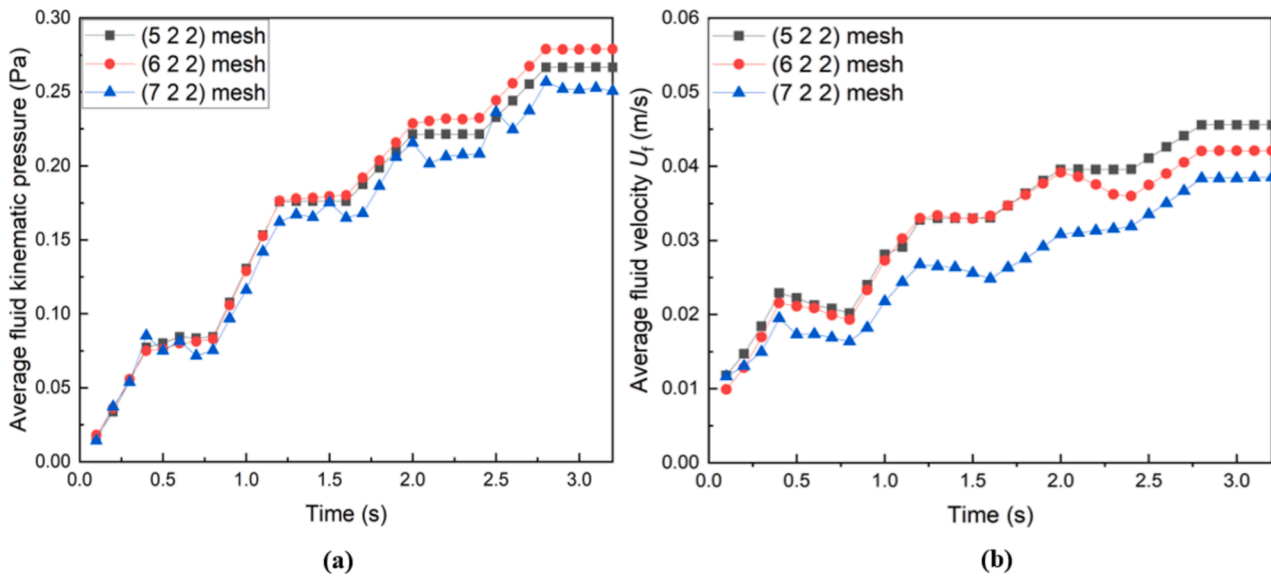 0.30
0.25
0.20
0.15
0.10
0.05
0.00
Average fluid kinematic pressure (Pa)
(5 2 2) mesh
(6 2 2) mesh
(7 2 2) mesh
0.0 0.5 1.0 1.5 2.0 2.5 3.0
Time (s)
(a)
0.06
0.05
0.04
0.03
0.02
0.01
0.00
Average fluid velocity Uf (m/s)
(5 2 2) mesh
(6 2 2) mesh
(7 2 2) mesh
0.0 0.5 1.0 1.5 2.0 2.5 3.0
Time (s)
(b)